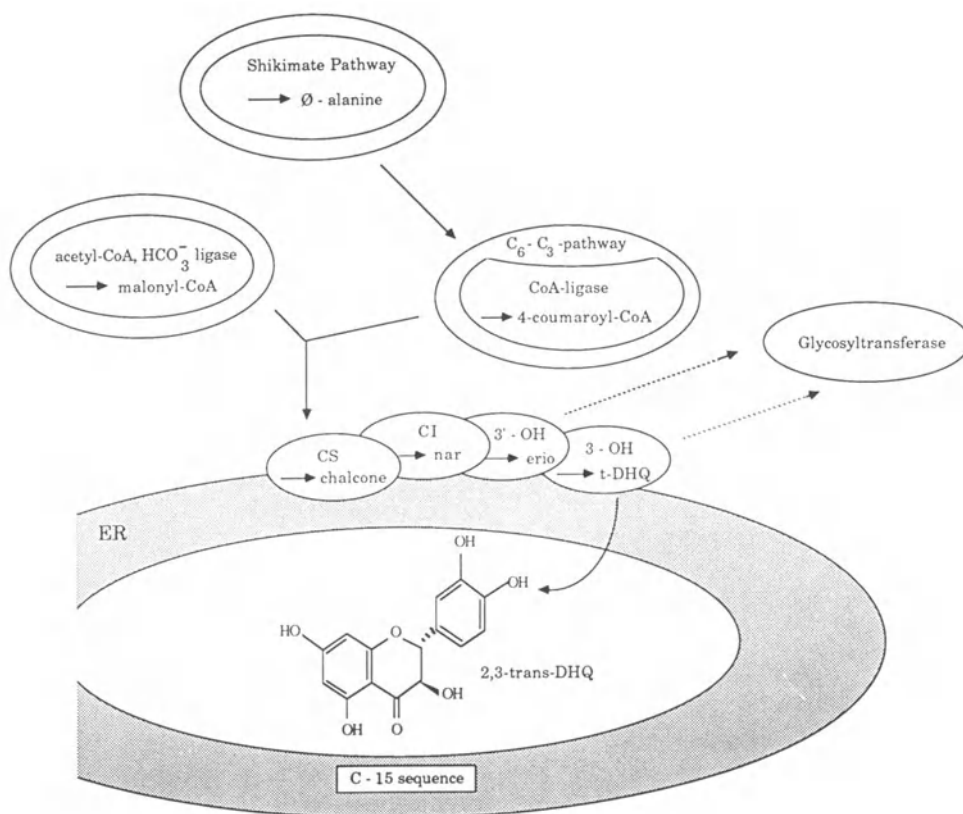 Shikimate Pathway
→ Ø - alanine
acetyl-CoA, HCO₃⁻ ligase
→ malonyl-CoA
C₆ - C₃ -pathway
CoA-ligase
→ 4-coumaroyl-CoA
Glycosyltransferase
CS
→ chalcone
CI
→ nar
3' - OH
→ erio
3 - OH
→ t-DHQ
ER
OH
OH
HO
O
2,3-trans-DHQ
OH
OH
O
C - 15 sequence